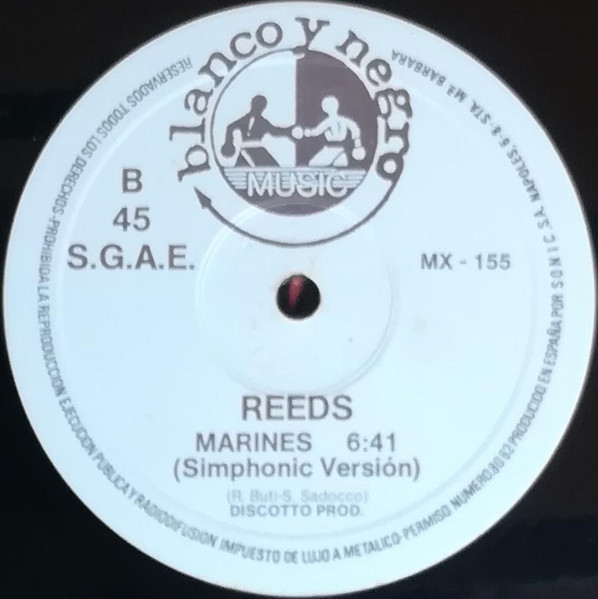 blanco y negro
MUSIC
B
45
S.G.A.E.
MX - 155
REEDS
MARINES 6:41
(Simphonic Versión)
(R. Buti-S. Sadocco)
DISCOTTO PROD.
RESERVADOS TODOS LOS DERECHOS-PROHIBIDA LA REPRODUCCION, EJECUCION PUBLICA Y RADIODIFUSION IMPUESTO DE LUJO A METALICO-PERMISO NUMERO 80 62 PRODUCIDO EN ESPAÑA POR S O N I C, S.A. NAPOLES, 6-8-STA. Mª. BARBARA